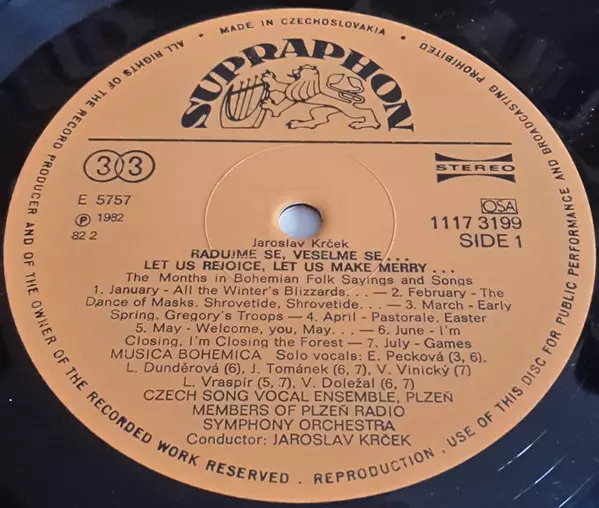 ALL RIGHTS OF THE RECORD PRODUCER AND OF THE OWNER OF THE RECORDED WORK RESERVED . REPRODUCTION , USE OF THIS DISC FOR PUBLIC PERFORMANCE AND BROADCASTING PROHIBITED
• MADE IN CZECHOSLOVAKIA •
SUPRAPHON
33
STEREO
E 5757
Ⓟ 1982
82 2
OSA
1117 3199
SIDE 1
Jaroslav Krček
RADUJME SE, VESELME SE . . .
LET US REJOICE, LET US MAKE MERRY . . .
The Months in Bohemian Folk Sayings and Songs
1. January - All the Winter's Blizzards. . . – 2. February - The
Dance of Masks. Shrovetide, Shrovetide. . . – 3. March - Early
Spring. Gregory's Troops – 4. April - Pastorale. Easter
5. May - Welcome, you, May. . . – 6. June - I'm
Closing, I'm Closing the Forest – 7. July - Games
MUSICA BOHEMICA Solo vocals: E. Pecková (3, 6).
L. Dunděrová (6), J. Tománek (6, 7). V. Vinický (7)
L. Vraspír (5, 7), V. Doležal (6, 7)
CZECH SONG VOCAL ENSEMBLE, PLZEŇ
MEMBERS OF PLZEŇ RADIO
SYMPHONY ORCHESTRA
Conductor: JAROSLAV KRČEK